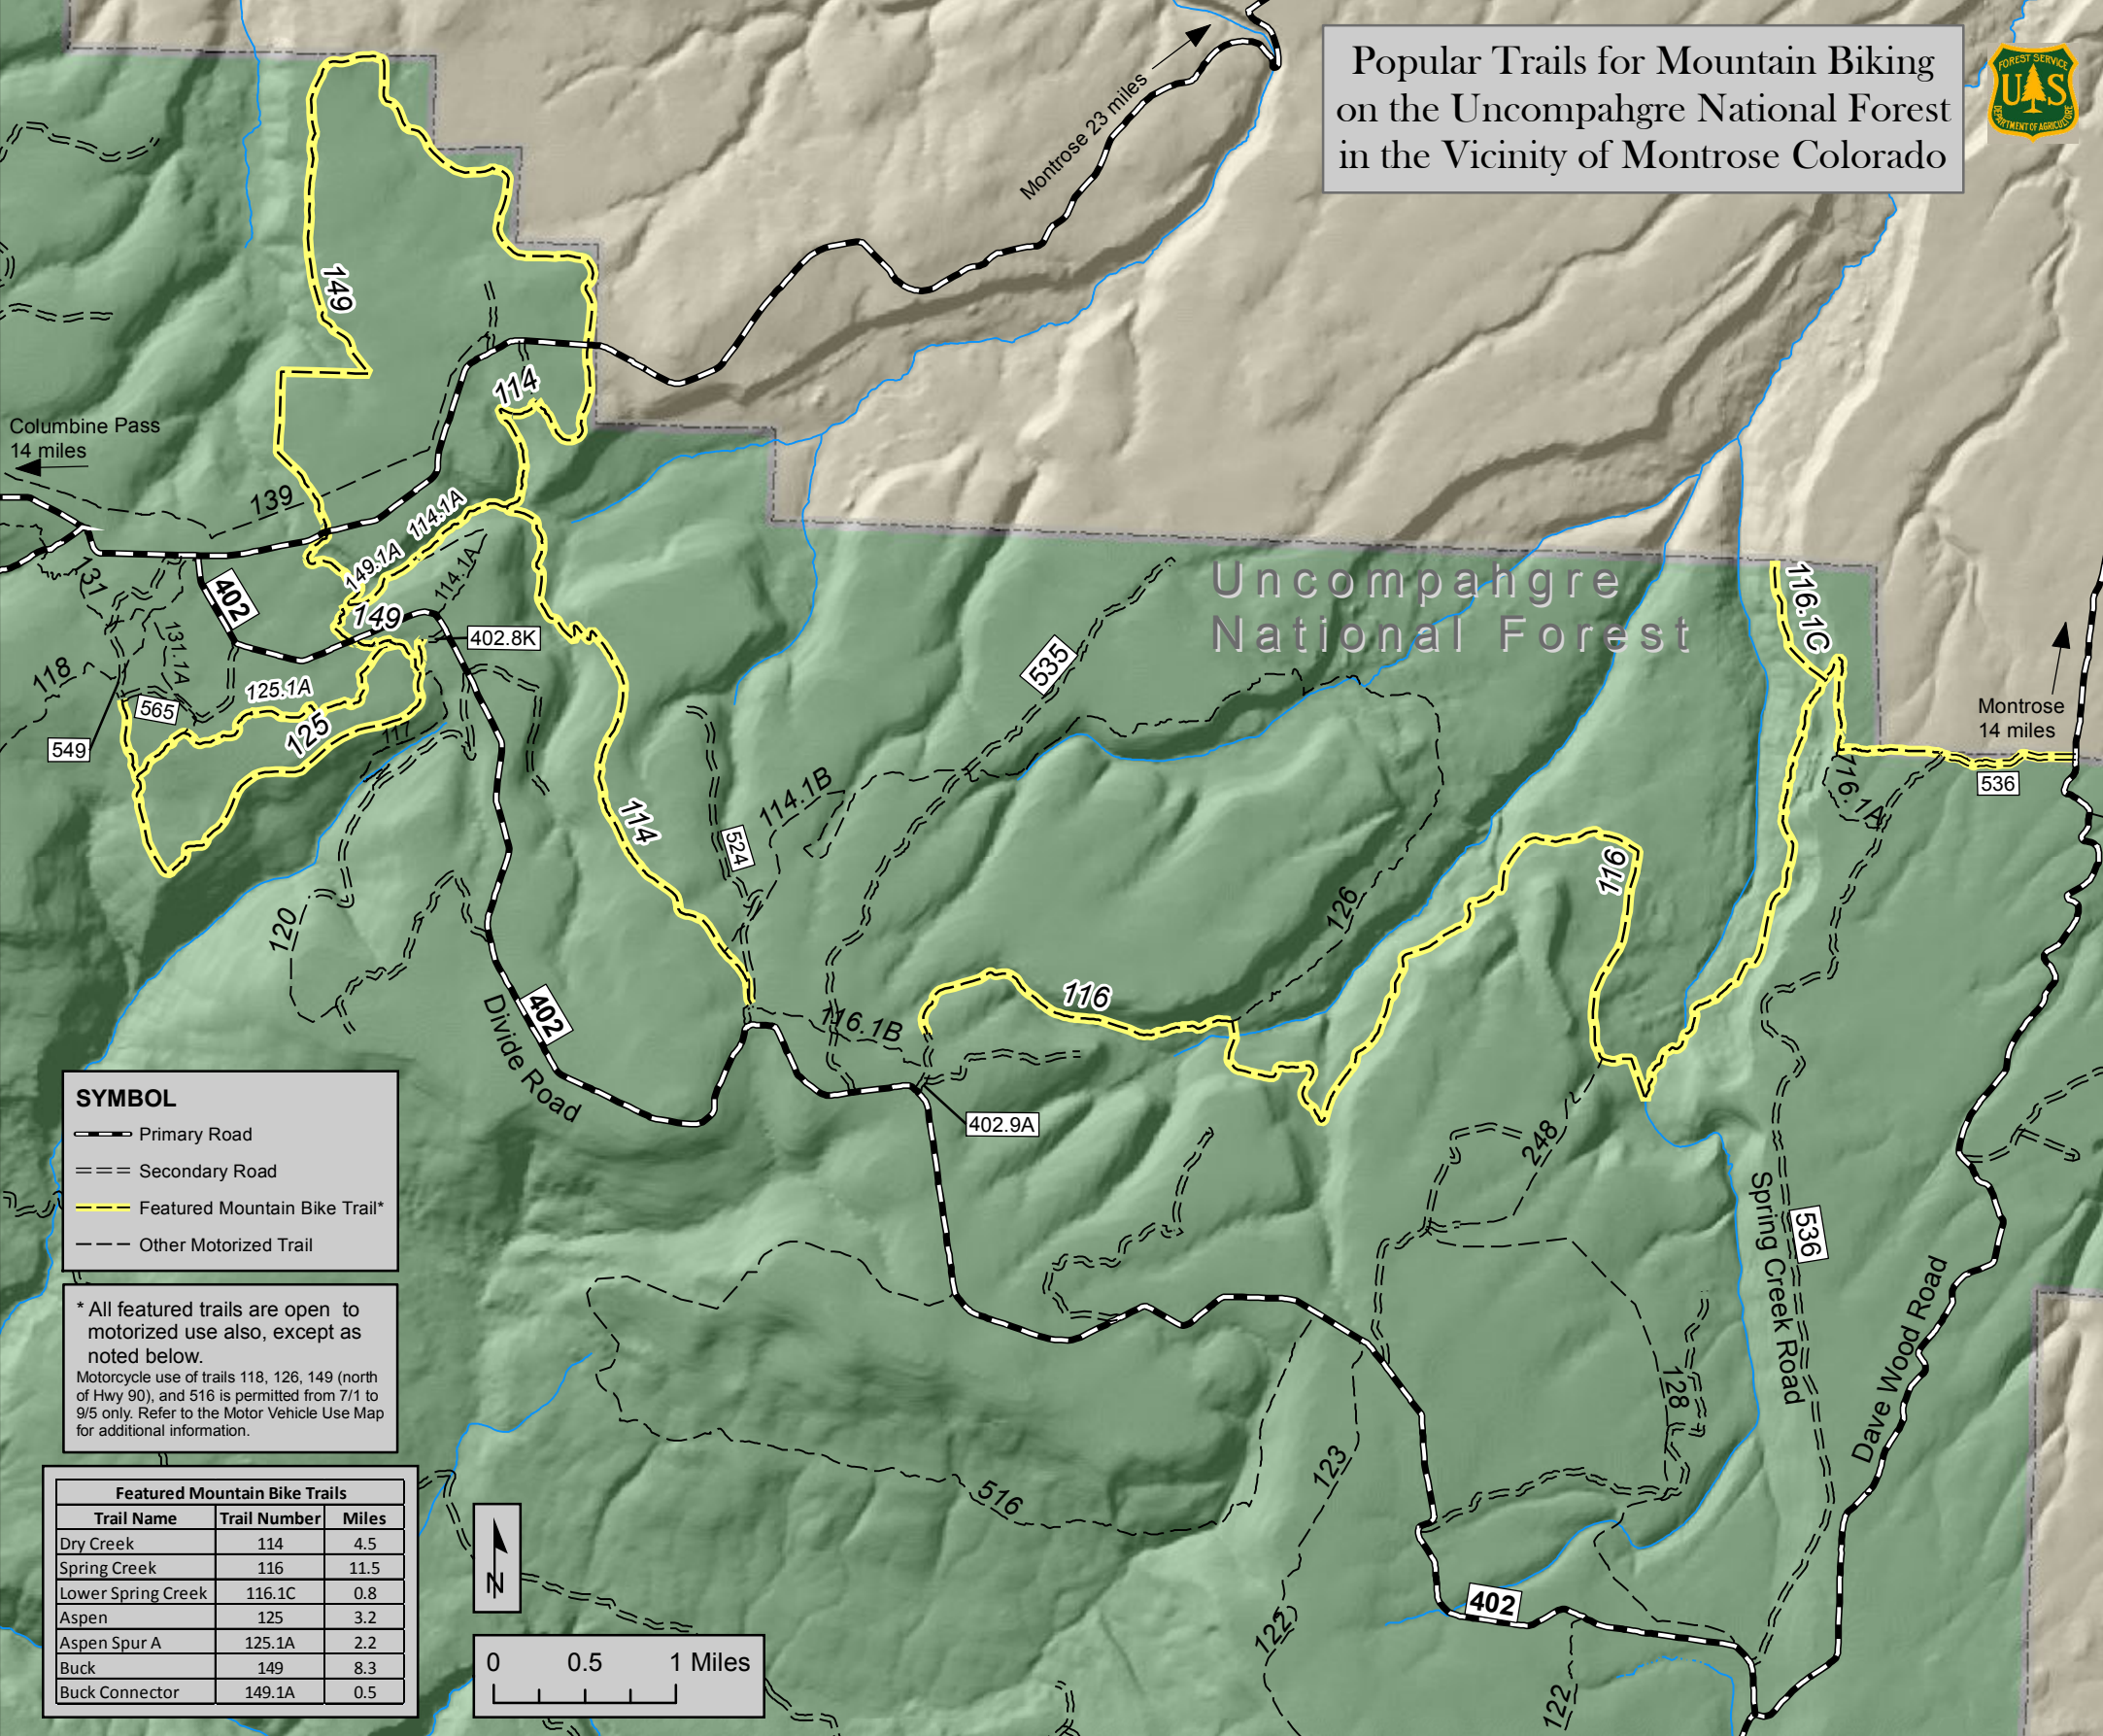 Popular Trails for Mountain Biking
on the Uncompahgre National Forest
in the Vicinity of Montrose Colorado
FOREST SERVICE
U S
DEPARTMENT OF AGRICULTURE
Montrose 23 miles
149
114
Columbine Pass
14 miles
139
114.1A
149.1A
114.1A
131
402
149
402.8K
131.1A
118
125.1A
565
125
549
117
Uncompahgre
National Forest
535
116.1C
Montrose
14 miles
536
116.1A
114
114.1B
524
116
126
120
116
402
116.1B
Divide Road
402.9A
248
Spring Creek Road
536
Dave Wood Road
128
123
516
402
122
122
SYMBOL
Primary Road
Secondary Road
Featured Mountain Bike Trail*
Other Motorized Trail
* All featured trails are open to
motorized use also, except as
noted below.
Motorcycle use of trails 118, 126, 149 (north
of Hwy 90), and 516 is permitted from 7/1 to
9/5 only. Refer to the Motor Vehicle Use Map
for additional information.
Featured Mountain Bike Trails
Trail Name Trail Number Miles
Dry Creek 114 4.5
Spring Creek 116 11.5
Lower Spring Creek 116.1C 0.8
Aspen 125 3.2
Aspen Spur A 125.1A 2.2
Buck 149 8.3
Buck Connector 149.1A 0.5
N
0 0.5 1 Miles